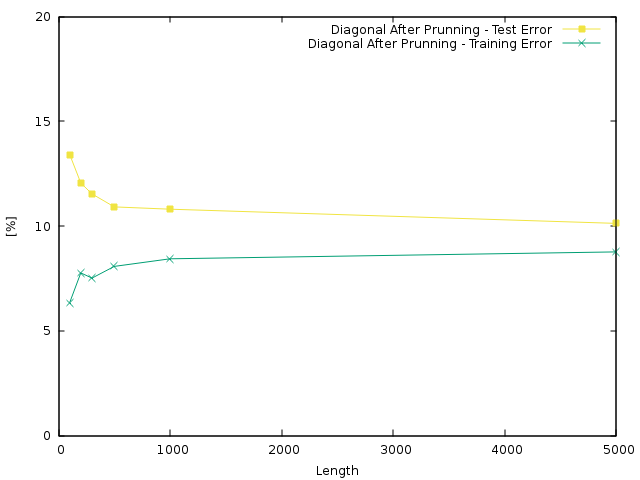 20
Diagonal After Prunning - Test Error
Diagonal After Prunning - Training Error
15
[%]
10
5
0
0 1000 2000 3000 4000 5000
Length